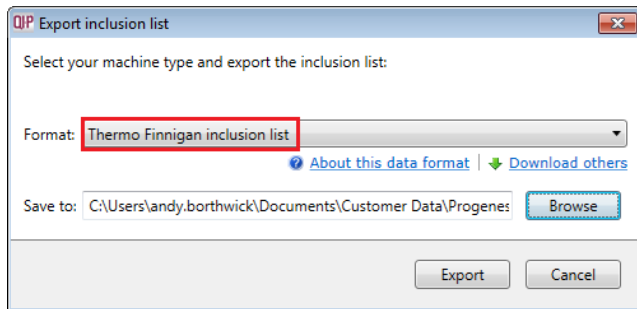 QI-P Export inclusion list
Select your machine type and export the inclusion list:
Format: Thermo Finnigan inclusion list
? About this data format | Download others
Save to: C:\Users\andy.borthwick\Documents\Customer Data\Progenes Browse
Export Cancel